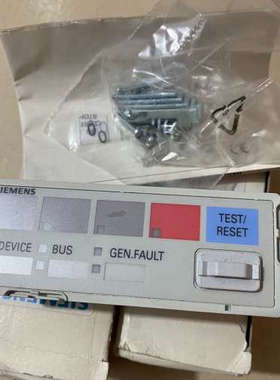 SIEMENS
TEST/
RESET
DEVICE BUS GEN.FAULT